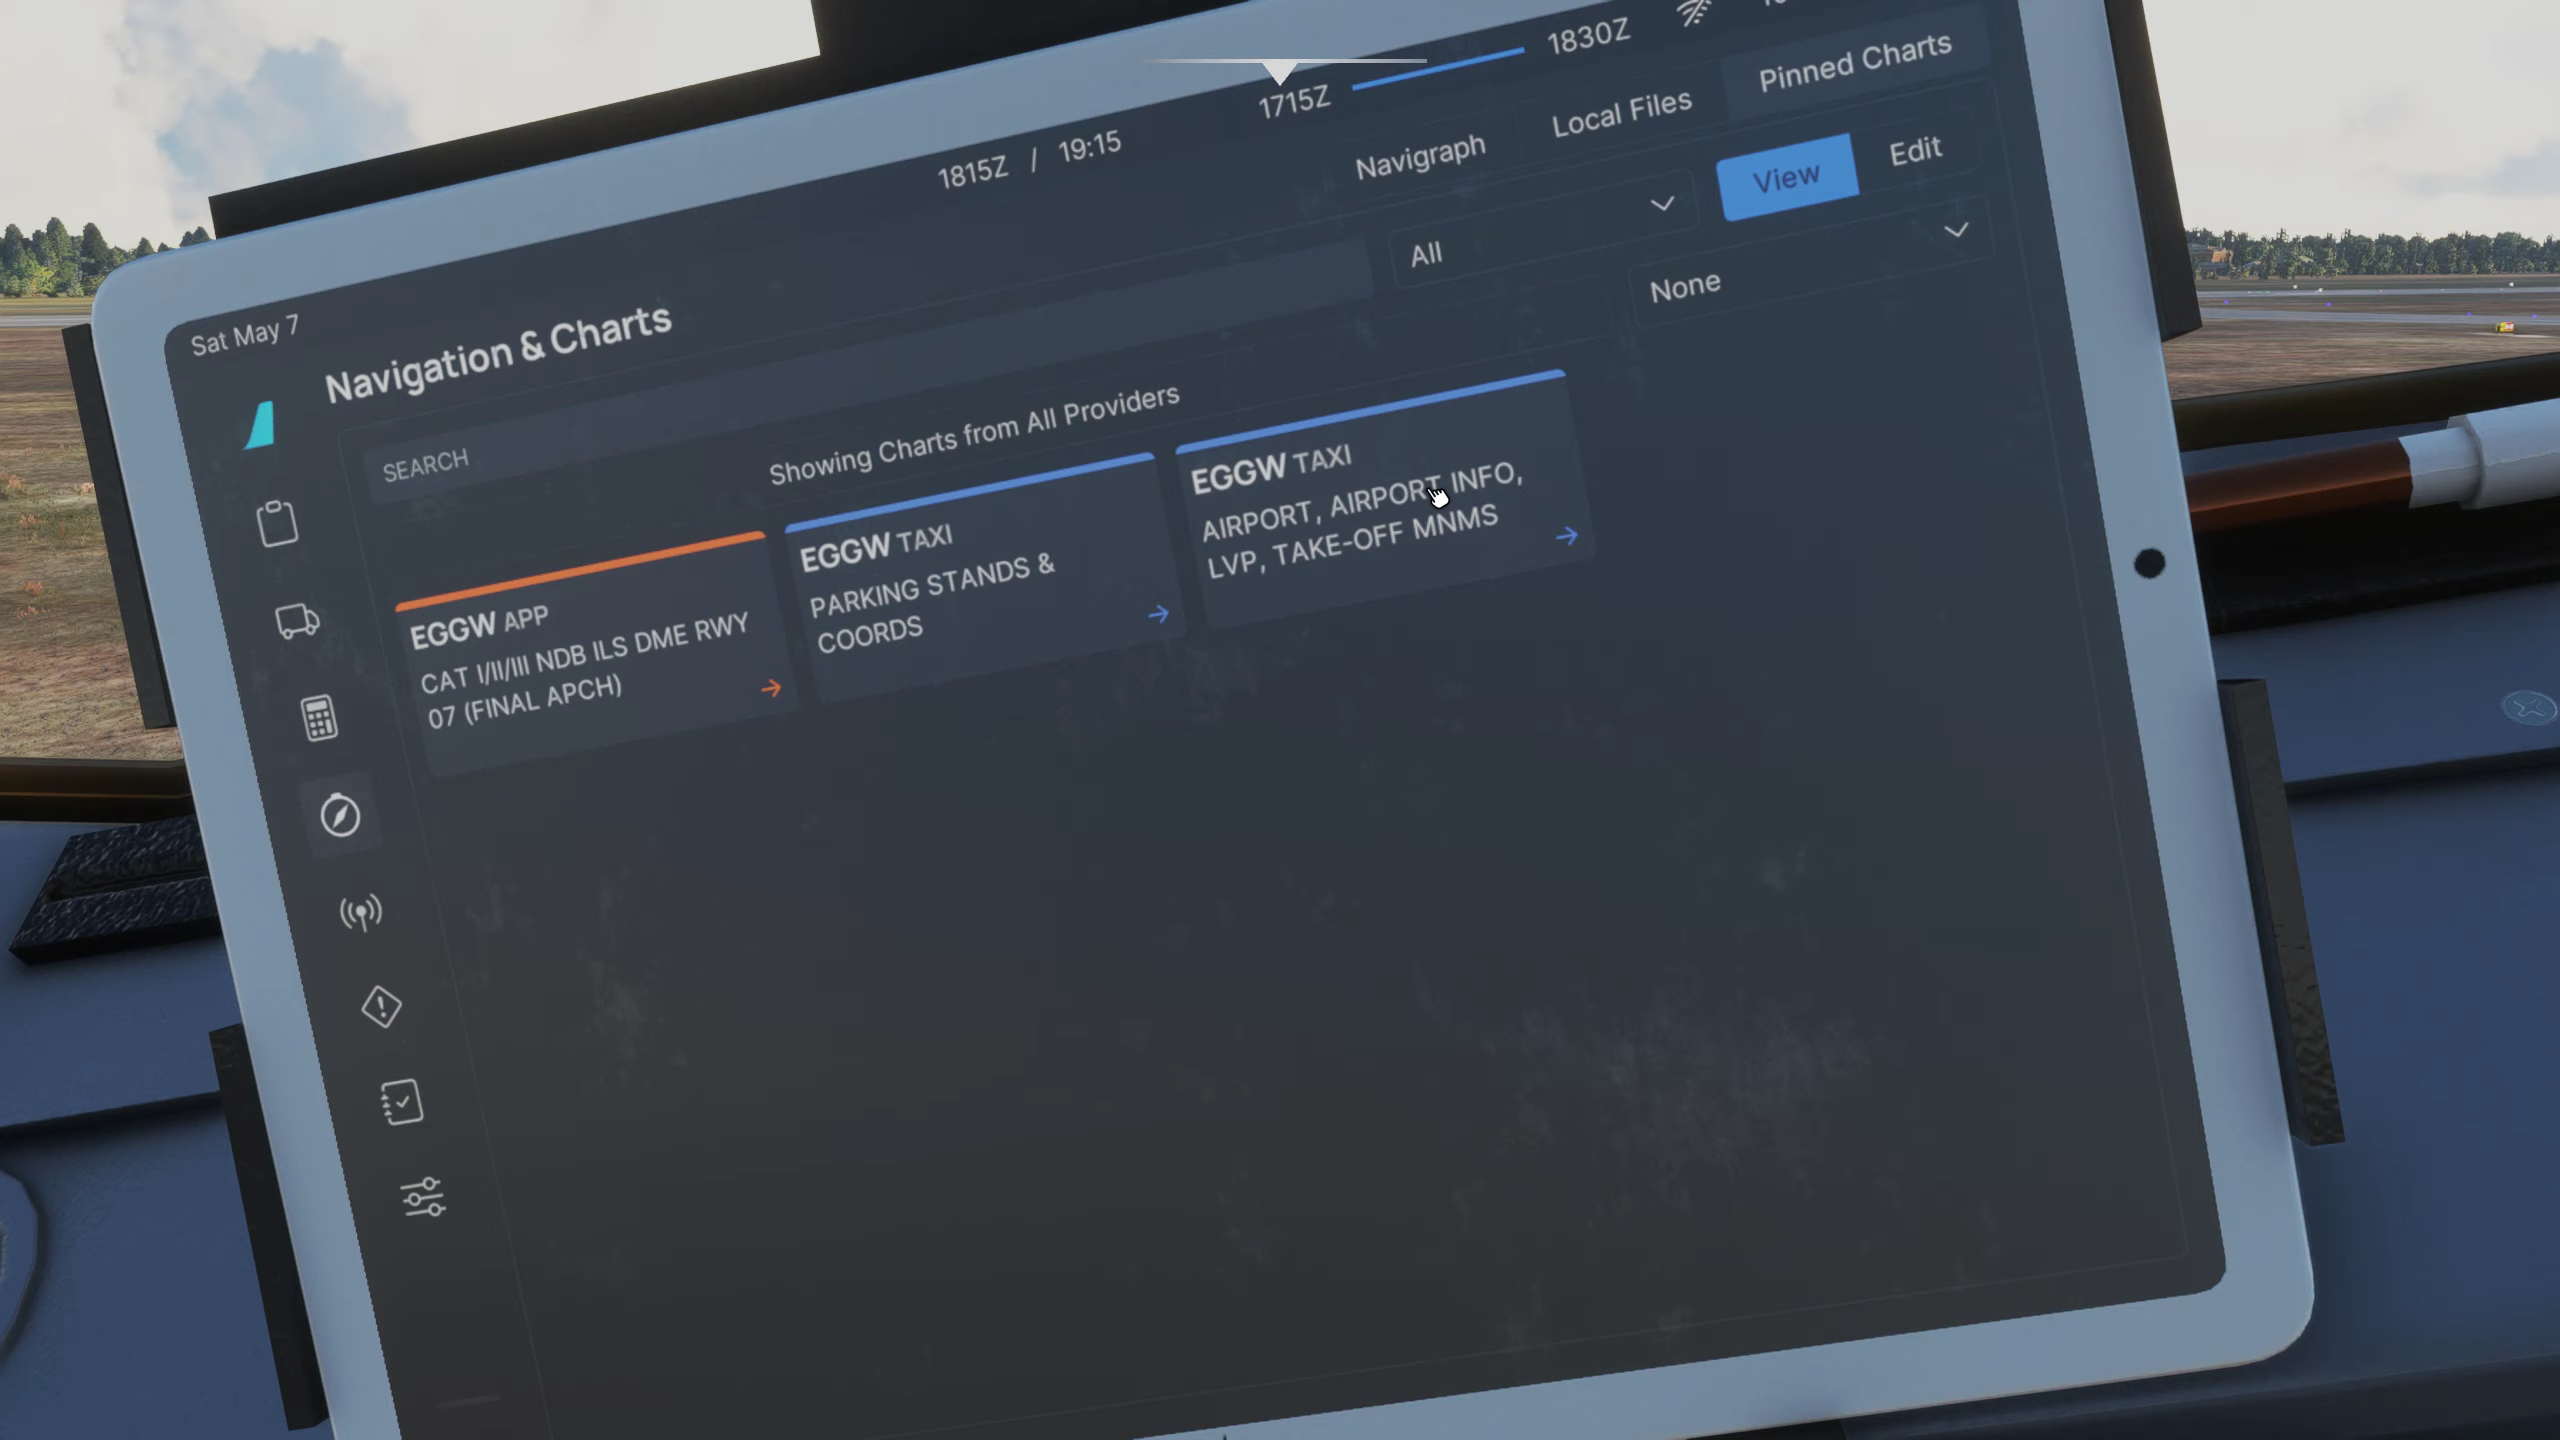 Sat May 7
1815Z / 19:15
1715Z
1830Z
Navigation & Charts
Navigraph
Local Files
Pinned Charts
SEARCH
All
View
Edit
Showing Charts from All Providers
None
EGGW APP
CAT I/II/III NDB ILS DME RWY
07 (FINAL APCH)
EGGW TAXI
PARKING STANDS &
COORDS
EGGW TAXI
AIRPORT, AIRPORT INFO,
LVP, TAKE-OFF MNMS